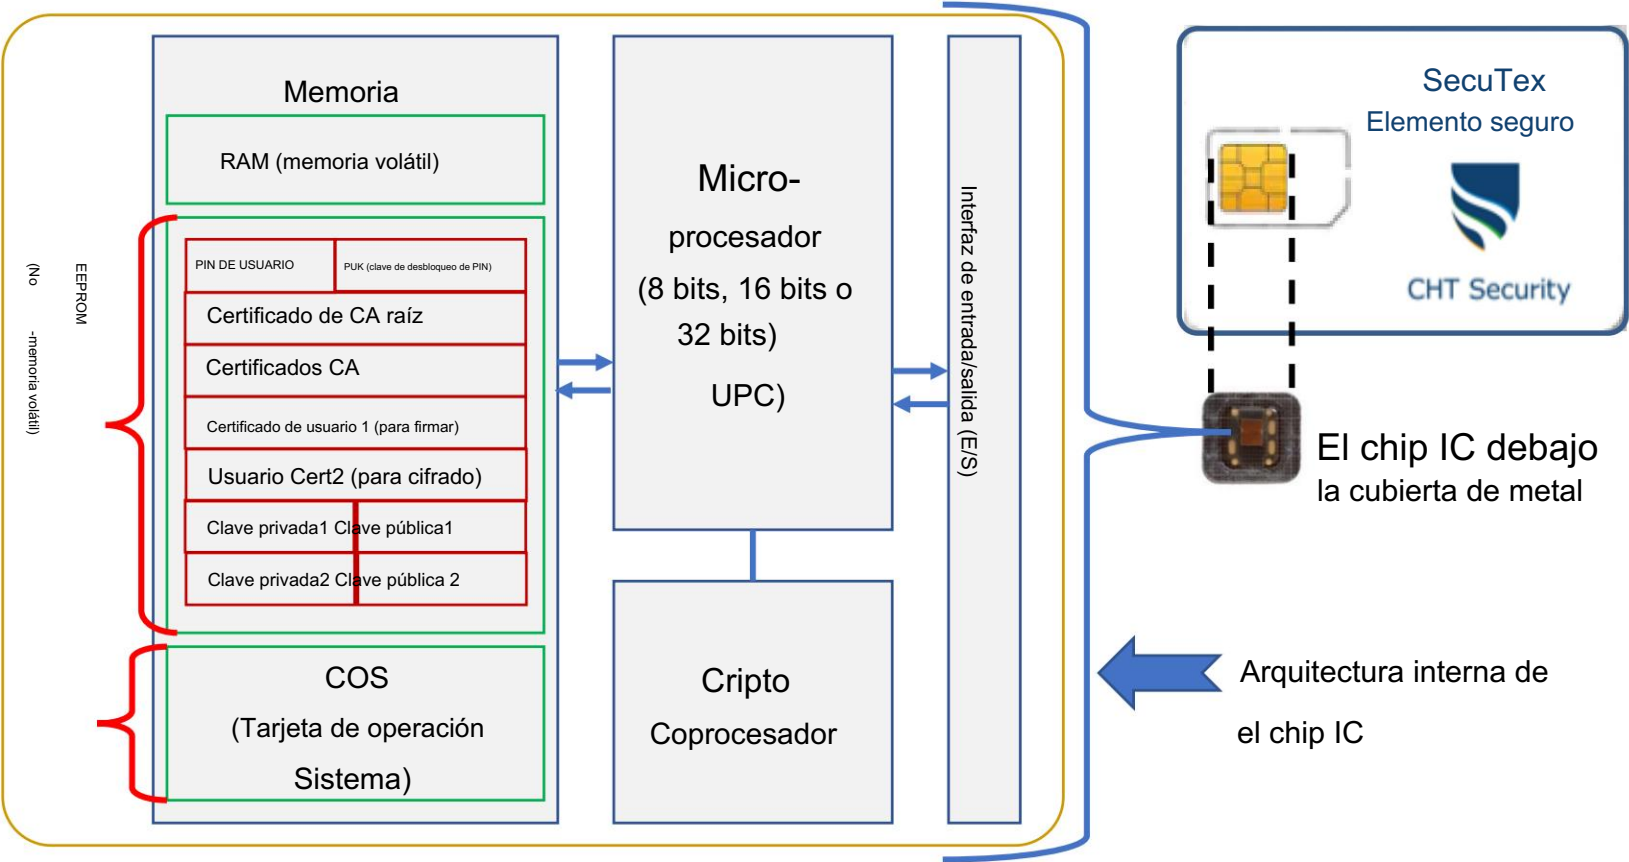 Memoria
RAM (memoria volátil)
EEPROM
(No
-memoria volátil)
PIN DE USUARIO
PUK (clave de desbloqueo de PIN)
Certificado de CA raíz
Certificados CA
Certificado de usuario 1 (para firmar)
Usuario Cert2 (para cifrado)
Clave privada1 Clave pública1
Clave privada2 Clave pública 2
COS
(Tarjeta de operación
Sistema)
Micro-
procesador
(8 bits, 16 bits o
32 bits)
UPC)
Cripto
Coprocesador
Interfaz de entrada/salida (E/S)
SecuTex
Elemento seguro
CHT Security
El chip IC debajo
la cubierta de metal
Arquitectura interna de
el chip IC